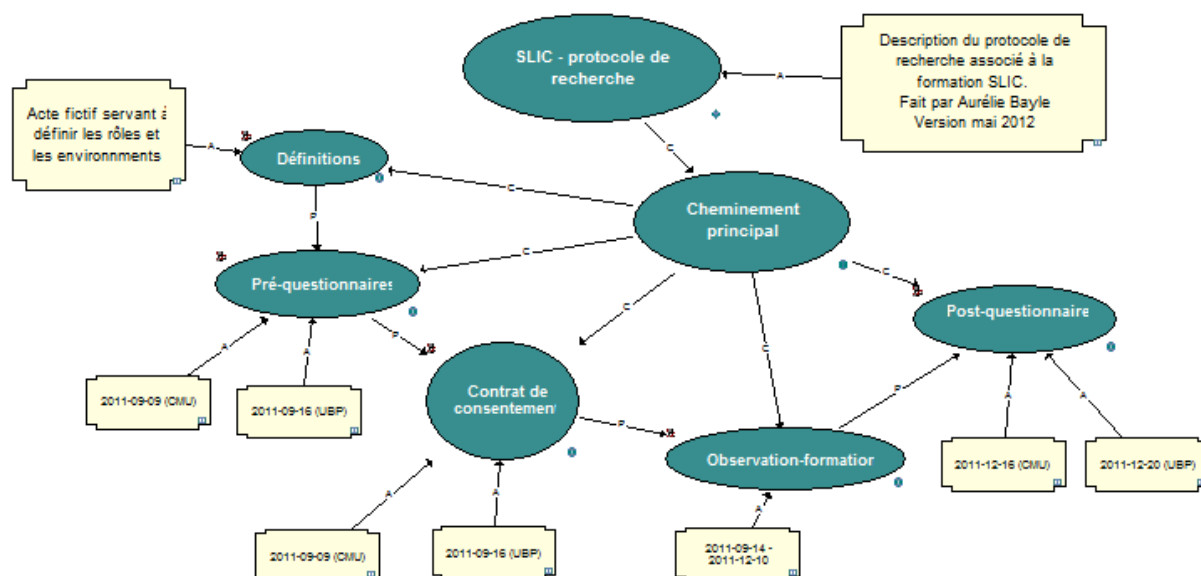 SLIC - protocole de
recherche
Description du protocole de
recherche associé à la
formation SLIC.
Fait par Aurélie Bayle
Version mai 2012
A
Acte fictif servant à
définir les rôles et
les environnments
A
Définitions
C
C
P
Cheminement
principal
C
C
C
C
Pré-questionnaires
Post-questionnaire
A
A
P
2011-09-09 (CMU)
2011-09-16 (UBP)
Contrat de
consentement
P
P
A
A
Observation-formation
2011-12-16 (CMU)
2011-12-20 (UBP)
A
A
A
2011-09-09 (CMU)
2011-09-16 (UBP)
2011-09-14 -
2011-12-10